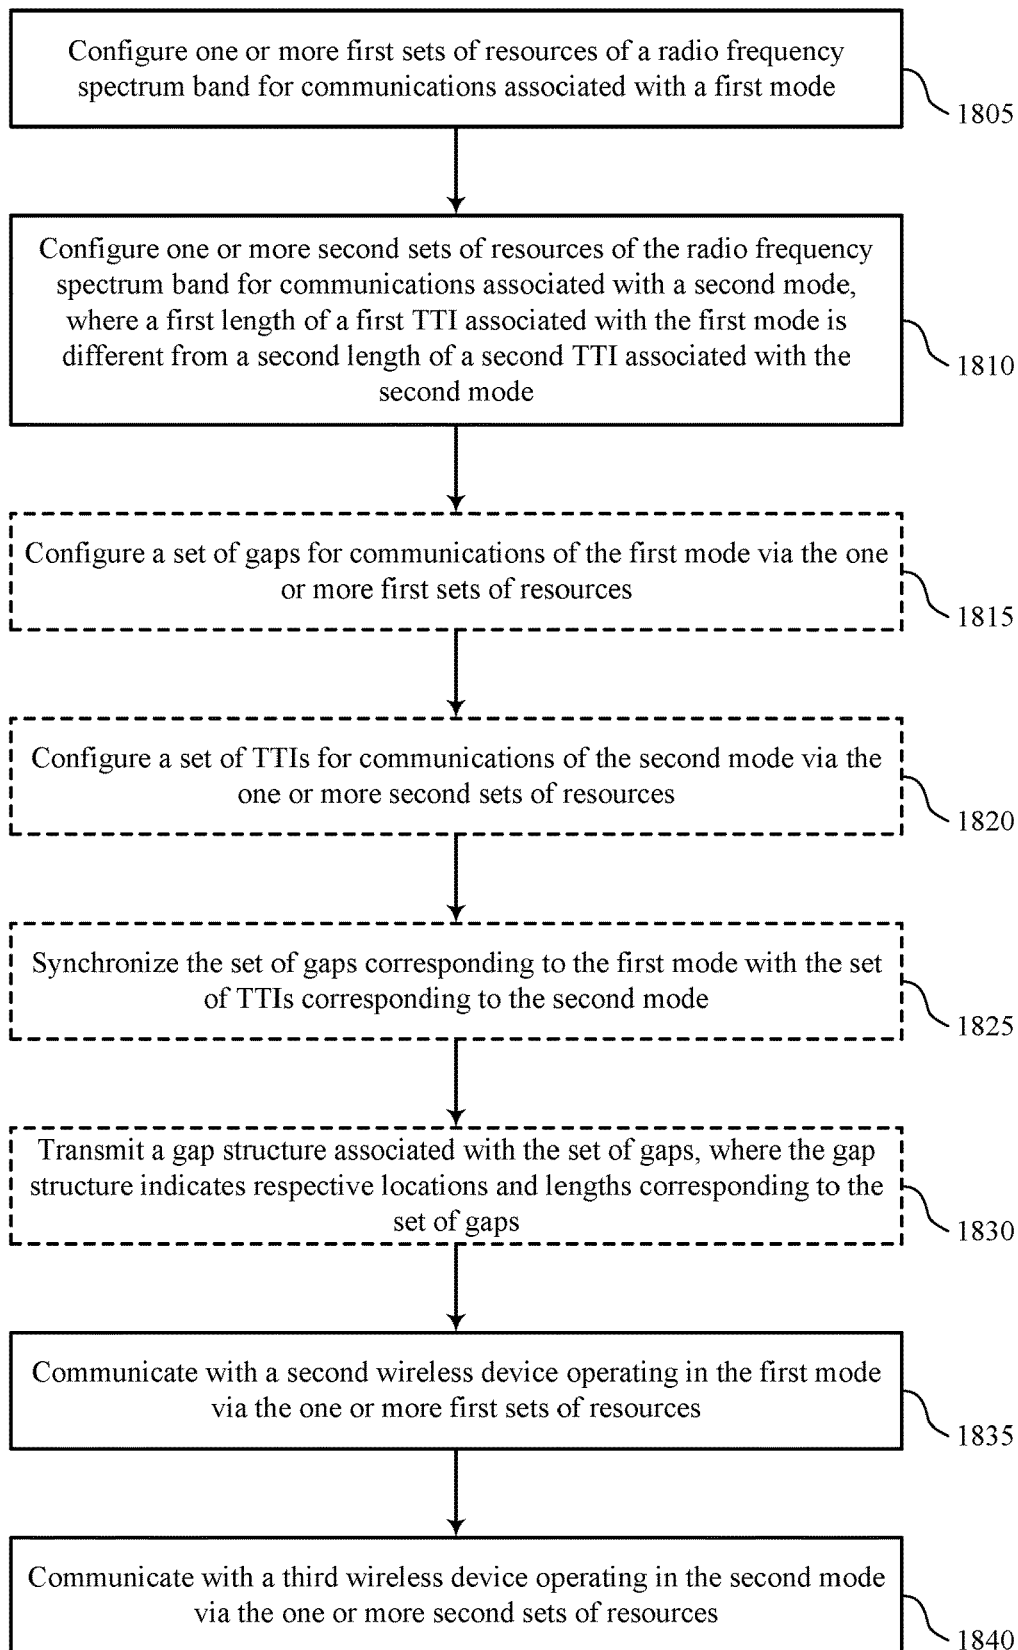 Configure one or more first sets of resources of a radio frequency
spectrum band for communications associated with a first mode
1805
Configure one or more second sets of resources of the radio frequency
spectrum band for communications associated with a second mode,
where a first length of a first TTI associated with the first mode is
different from a second length of a second TTI associated with the
second mode
1810
Configure a set of gaps for communications of the first mode via the one
or more first sets of resources
1815
Configure a set of TTIs for communications of the second mode via the
one or more second sets of resources
1820
Synchronize the set of gaps corresponding to the first mode with the set
of TTIs corresponding to the second mode
1825
Transmit a gap structure associated with the set of gaps, where the gap
structure indicates respective locations and lengths corresponding to the
set of gaps
1830
Communicate with a second wireless device operating in the first mode
via the one or more first sets of resources
1835
Communicate with a third wireless device operating in the second mode
via the one or more second sets of resources
1840